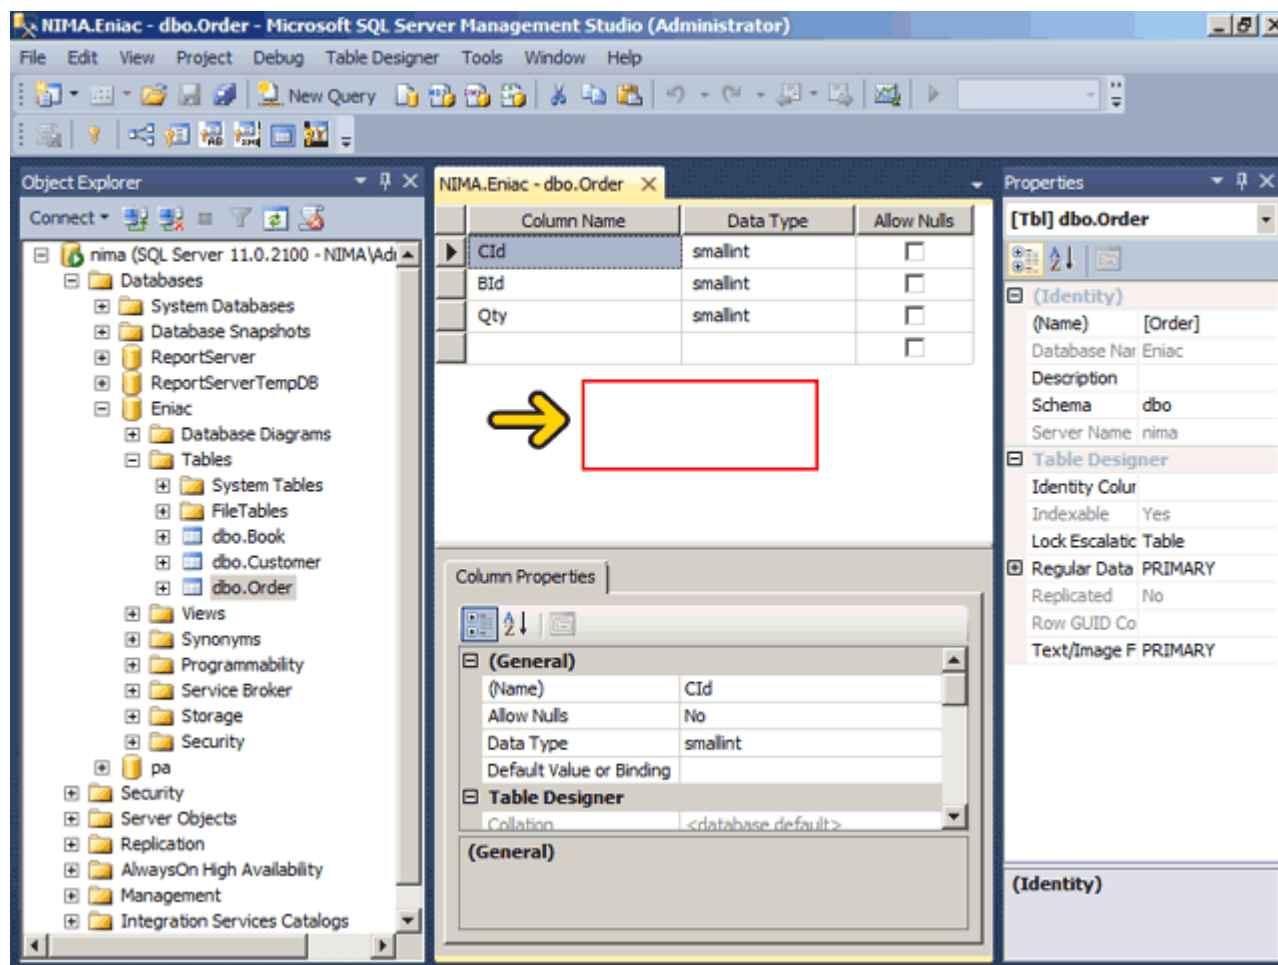 NIMA.Eniac - dbo.Order - Microsoft SQL Server Management Studio (Administrator)
File Edit View Project Debug Table Designer Tools Window Help
New Query
Object Explorer
Connect
nima (SQL Server 11.0.2100 - NIMA\Adı
Databases
System Databases
Database Snapshots
ReportServer
ReportServerTempDB
Eniac
Database Diagrams
Tables
System Tables
FileTables
dbo.Book
dbo.Customer
dbo.Order
Views
Synonyms
Programmability
Service Broker
Storage
Security
pa
Security
Server Objects
Replication
AlwaysOn High Availability
Management
Integration Services Catalogs
NIMA.Eniac - dbo.Order
Column Name Data Type Allow Nulls
CId smallint
BId smallint
Qty smallint
Column Properties
(General)
(Name) CId
Allow Nulls No
Data Type smallint
Default Value or Binding
Table Designer
Collation <database default>
(General)
Properties
[Tbl] dbo.Order
(Identity)
(Name) [Order]
Database Nar Eniac
Description
Schema dbo
Server Name nima
Table Designer
Identity Colur
Indexable Yes
Lock Escalatic Table
Regular Data PRIMARY
Replicated No
Row GUID Co
Text/Image F PRIMARY
(Identity)